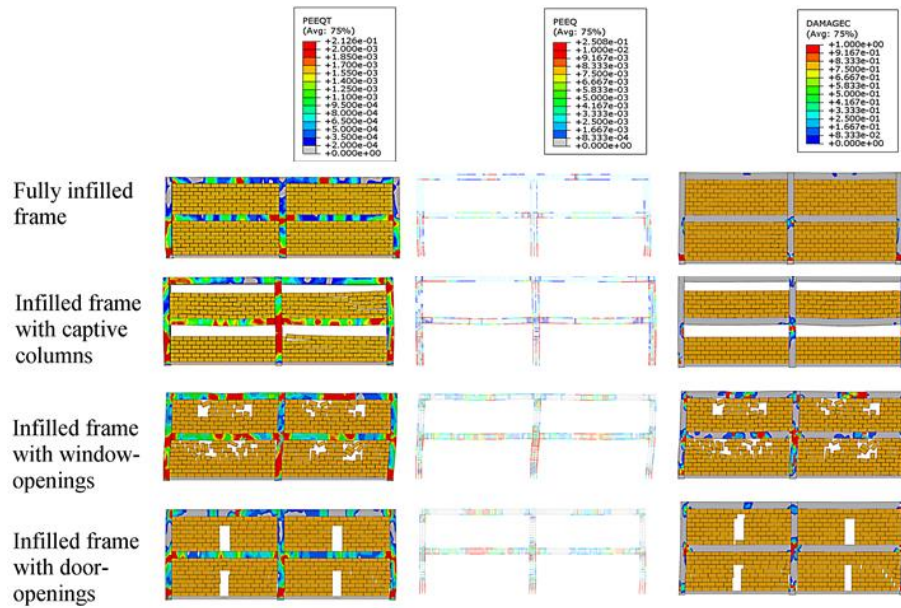 PEEQT
(Avg: 75%)
+2.126e-01
+2.000e-03
+1.850e-03
+1.700e-03
+1.550e-03
+1.400e-03
+1.250e-03
+1.100e-03
+9.500e-04
+8.000e-04
+6.500e-04
+5.000e-04
+3.500e-04
+2.000e-04
+0.000e+00
PEEQ
(Avg: 75%)
+2.508e-01
+1.000e-02
+9.167e-03
+8.333e-03
+7.500e-03
+6.667e-03
+5.833e-03
+5.000e-03
+4.167e-03
+3.333e-03
+2.500e-03
+1.667e-03
+8.333e-04
+0.000e+00
DAMAGEC
(Avg: 75%)
+1.000e+00
+9.167e-01
+8.333e-01
+7.500e-01
+6.667e-01
+5.833e-01
+5.000e-01
+4.167e-01
+3.333e-01
+2.500e-01
+1.667e-01
+8.333e-02
+0.000e+00
Fully infilled
frame
Infilled frame
with captive
columns
Infilled frame
with window-
openings
Infilled frame
with door-
openings